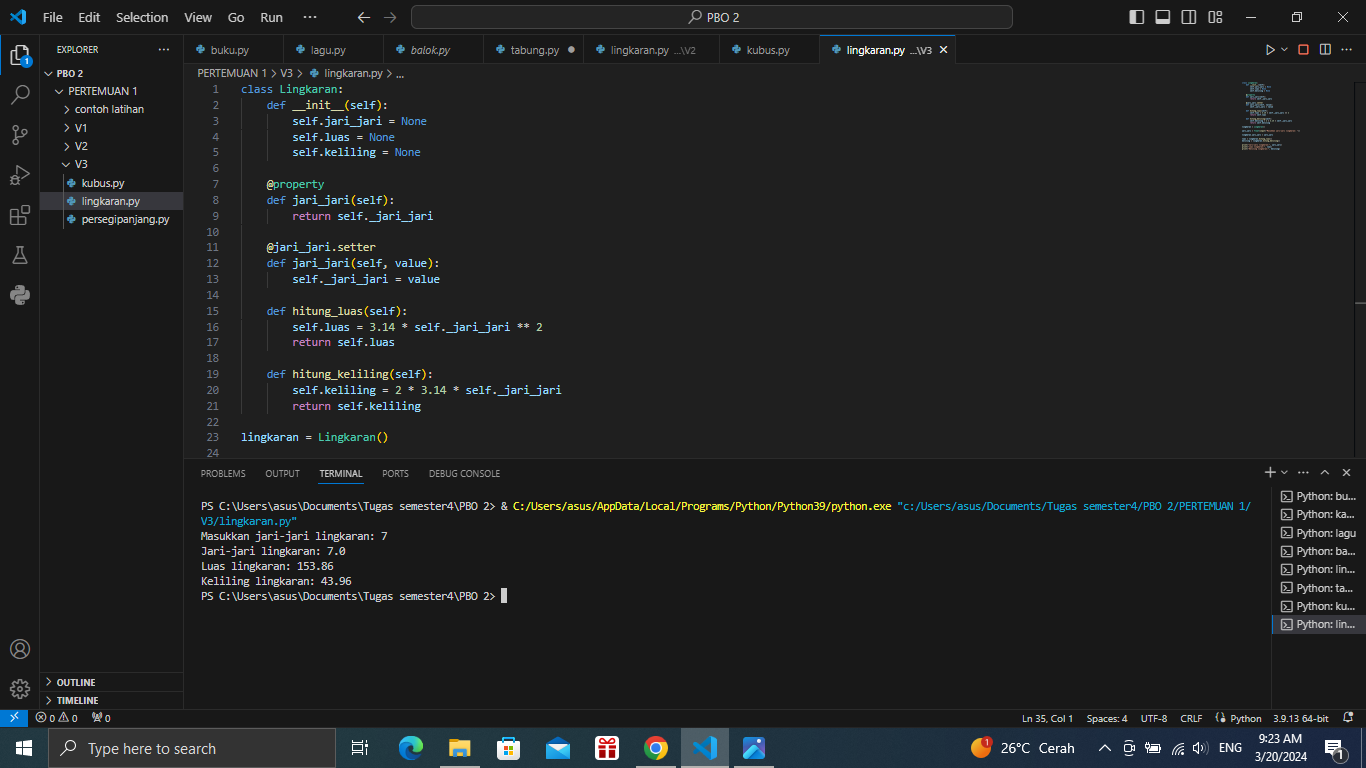 File Edit Selection View Go Run ··· PBO 2
EXPLORER ···
PBO 2
PERTEMUAN 1
contoh latihan
V1
V2
V3
kubus.py
lingkaran.py
persegipanjang.py
OUTLINE
TIMELINE
buku.py lagu.py balok.py tabung.py lingkaran.py ...\V2 kubus.py lingkaran.py ...\V3
PERTEMUAN 1 > V3 > lingkaran.py > ...
1 class Lingkaran:
2     def __init__(self):
3         self.jari_jari = None
4         self.luas = None
5         self.keliling = None
6
7     @property
8     def jari_jari(self):
9         return self._jari_jari
10
11     @jari_jari.setter
12     def jari_jari(self, value):
13         self._jari_jari = value
14
15     def hitung_luas(self):
16         self.luas = 3.14 * self._jari_jari ** 2
17         return self.luas
18
19     def hitung_keliling(self):
20         self.keliling = 2 * 3.14 * self._jari_jari
21         return self.keliling
22
23 lingkaran = Lingkaran()
24
PROBLEMS OUTPUT TERMINAL PORTS DEBUG CONSOLE
PS C:\Users\asus\Documents\Tugas semester4\PBO 2> & C:/Users/asus/AppData/Local/Programs/Python/Python39/python.exe "c:/Users/asus/Documents/Tugas semester4/PBO 2/PERTEMUAN 1/
V3/lingkaran.py"
Masukkan jari-jari lingkaran: 7
Jari-jari lingkaran: 7.0
Luas lingkaran: 153.86
Keliling lingkaran: 43.96
PS C:\Users\asus\Documents\Tugas semester4\PBO 2>
Python: bu...
Python: ka...
Python: lagu
Python: ba...
Python: lin...
Python: ta...
Python: ku...
Python: lin...
0 0 0 Ln 35, Col 1 Spaces: 4 UTF-8 CRLF Python 3.9.13 64-bit
Type here to search 1 26°C Cerah ENG 9:23 AM
3/20/2024 1